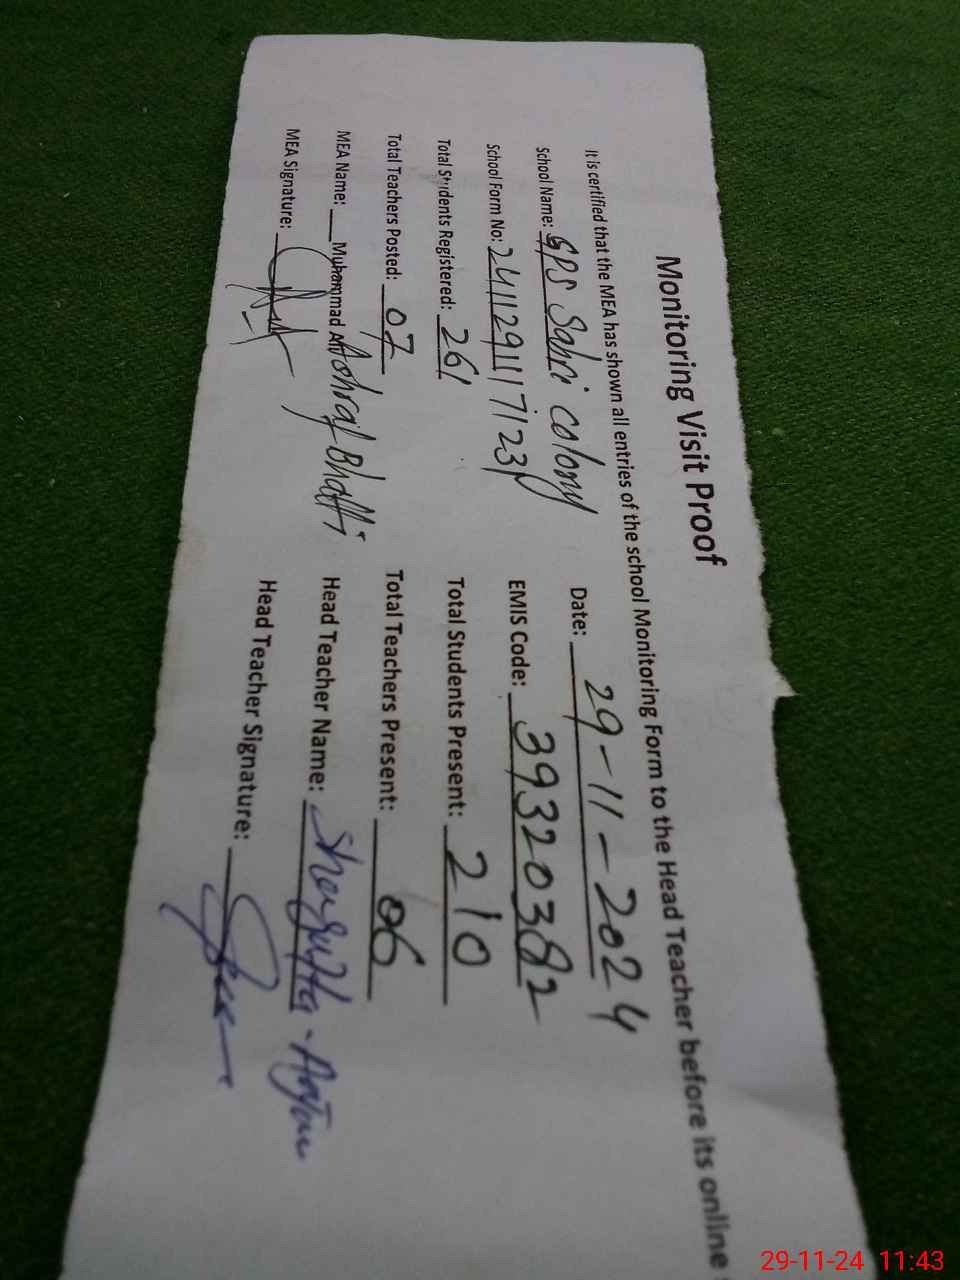 Monitoring Visit Proof
It is certified that the MEA has shown all entries of the school Monitoring Form to the Head Teacher before its online
School Name: GPS Sabri colony Date: 29-11-2024
School Form No: EMIS Code: 39320382
Total Students Registered: 261 Total Students Present: 210
Total Teachers Posted: 07 Total Teachers Present: 06
MEA Name: Muhammad Ashraf Bhatti Head Teacher Name:
MEA Signature: Head Teacher Signature:
29-11-24 11:43